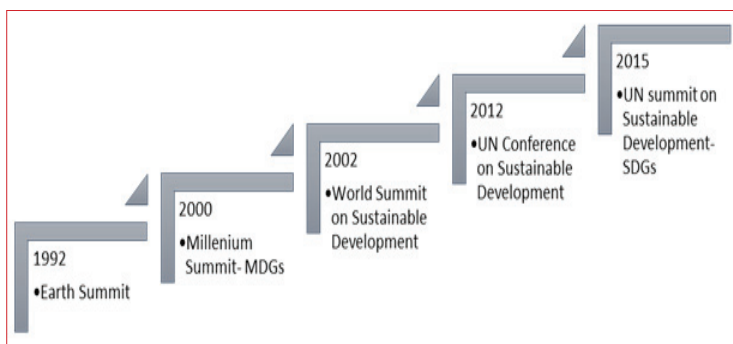 1992
•Earth Summit
2000
•Millenium
Summit- MDGs
2002
•World Summit
on Sustainable
Development
2012
•UN Conference
on Sustainable
Development
2015
•UN summit on
Sustainable
Development-
SDGs